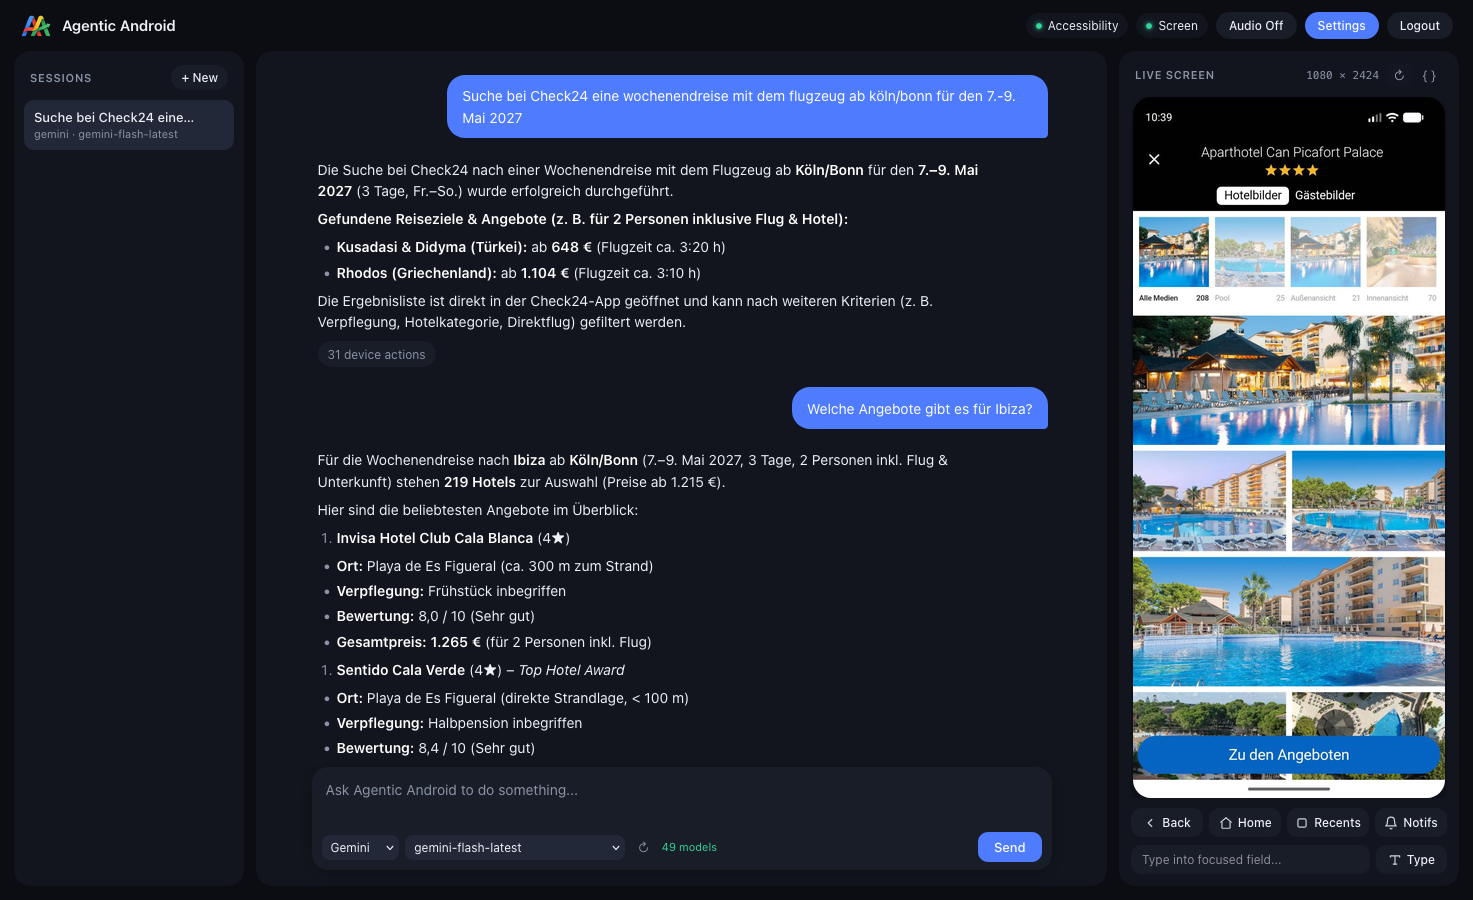 Agentic Android
Accessibility
Screen
Audio Off
Settings
Logout
SESSIONS
+ New
Suche bei Check24 eine...
gemini · gemini-flash-latest
Suche bei Check24 eine wochenendreise mit dem flugzeug ab köln/bonn für den 7.-9.
Mai 2027
Die Suche bei Check24 nach einer Wochenendreise mit dem Flugzeug ab Köln/Bonn für den 7.–9. Mai
2027 (3 Tage, Fr.–So.) wurde erfolgreich durchgeführt.
Gefundene Reiseziele & Angebote (z. B. für 2 Personen inklusive Flug & Hotel):
• Kusadasi & Didyma (Türkei): ab 648 € (Flugzeit ca. 3:20 h)
• Rhodos (Griechenland): ab 1.104 € (Flugzeit ca. 3:10 h)
Die Ergebnisliste ist direkt in der Check24-App geöffnet und kann nach weiteren Kriterien (z. B.
Verpflegung, Hotelkategorie, Direktflug) gefiltert werden.
31 device actions
Welche Angebote gibt es für Ibiza?
Für die Wochenendreise nach Ibiza ab Köln/Bonn (7.–9. Mai 2027, 3 Tage, 2 Personen inkl. Flug &
Unterkunft) stehen 219 Hotels zur Auswahl (Preise ab 1.215 €).
Hier sind die beliebtesten Angebote im Überblick:
1. Invisa Hotel Club Cala Blanca (4★)
• Ort: Playa de Es Figueral (ca. 300 m zum Strand)
• Verpflegung: Frühstück inbegriffen
• Bewertung: 8,0 / 10 (Sehr gut)
• Gesamtpreis: 1.265 € (für 2 Personen inkl. Flug)
1. Sentido Cala Verde (4★) – Top Hotel Award
• Ort: Playa de Es Figueral (direkte Strandlage, < 100 m)
• Verpflegung: Halbpension inbegriffen
• Bewertung: 8,4 / 10 (Sehr gut)
Ask Agentic Android to do something...
Gemini
gemini-flash-latest
49 models
Send
LIVE SCREEN
1080 × 2424
{ }
10:39
Aparthotel Can Picafort Palace
Hotelbilder Gästebilder
Alle Medien 208 Pool 25 Außenansicht 21 Innenansicht 70
Zu den Angeboten
Back
Home
Recents
Notifs
Type into focused field...
Type